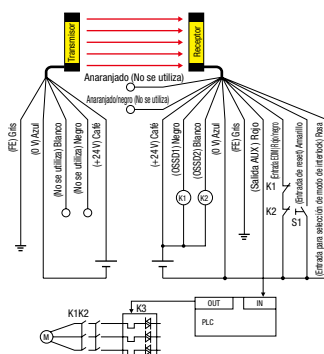 Transmisor
Receptor
Anaranjado (No se utiliza)
Anaranjado/negro (No se utiliza)
(FE) Gris
(0 V) Azul
(No se utiliza) Blanco
(No se utiliza) Negro
(+24 V) Café
(+24 V) Café
(OSSD1) Negro
(OSSD2) Blanco
(0 V) Azul
(FE) Gris
(Salida AUX) Rojo
(Entrada EDM) Rojo/negro
(Entrada de reset) Amarillo
(Entrada para selección de modo de interlock) Rosa
K1
K2
K1
K2
S1
K1K2
K3
M
OUT
IN
PLC